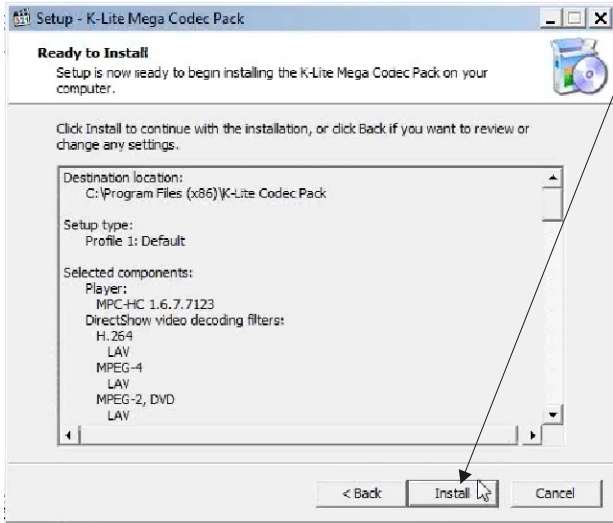 Setup - K-Lite Mega Codec Pack
Ready to Install
Setup is now ready to begin installing the K-Lite Mega Codec Pack on your
computer.
Click Install to continue with the installation, or click Back if you want to review or
change any settings.
Destination location:
C:\Program Files (x86)\K-Lite Codec Pack
Setup type:
Profile 1: Default
Selected components:
Player:
MPC-HC 1.6.7.7123
DirectShow video decoding filters:
H.264
LAV
MPEG-4
LAV
MPEG-2, DVD
LAV
< Back Install Cancel